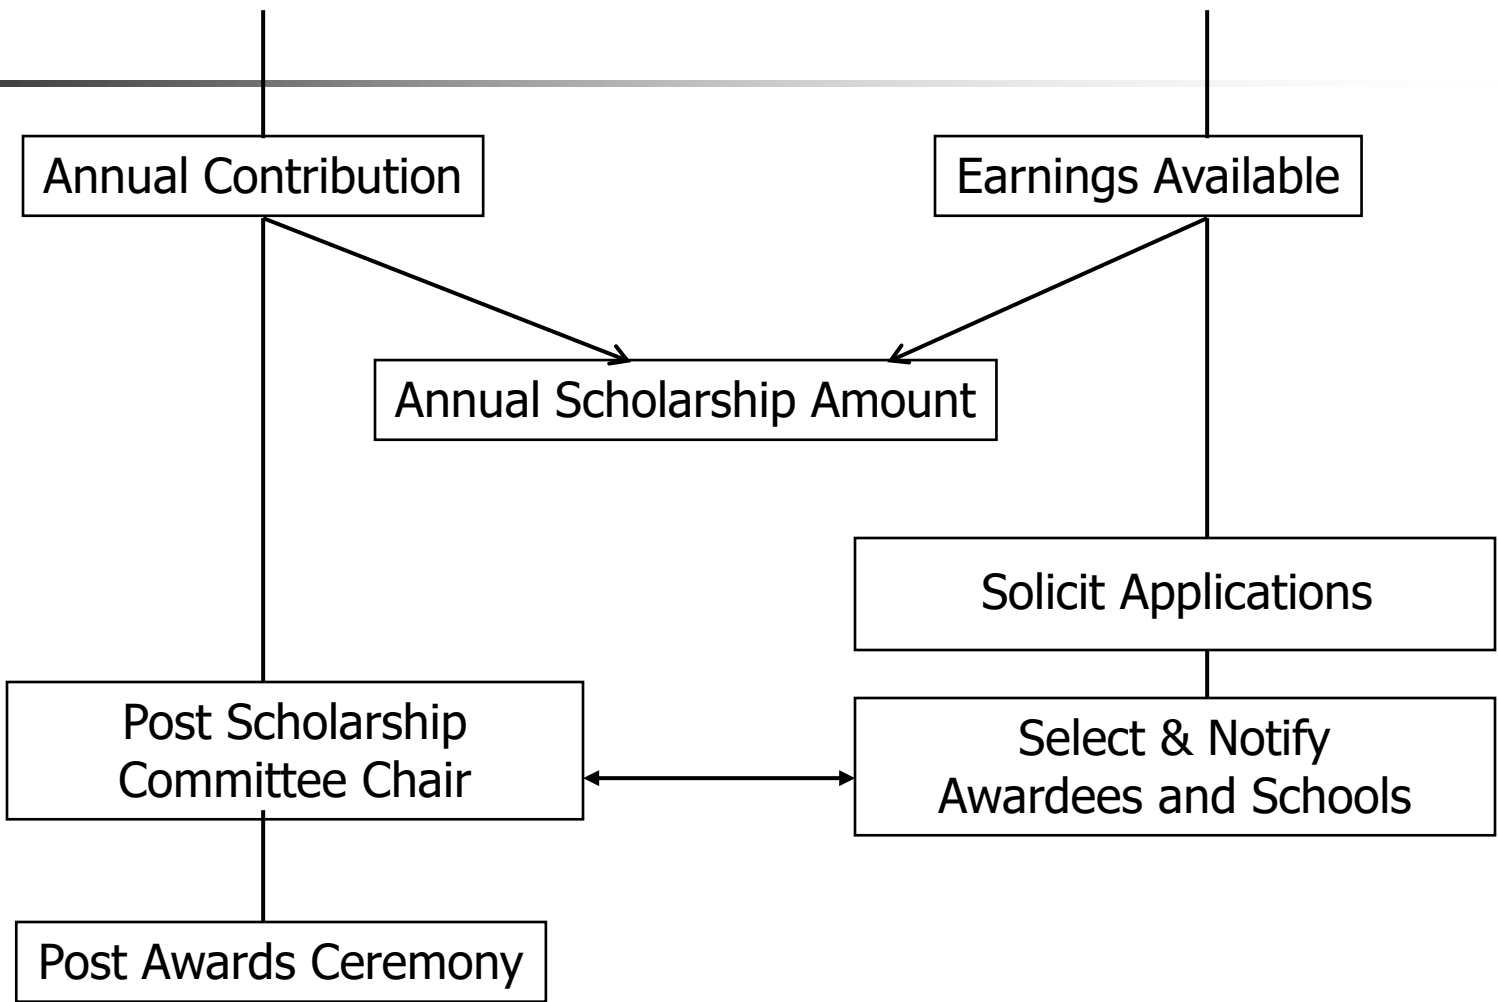 Annual Contribution
Earnings Available
Annual Scholarship Amount
Solicit Applications
Post Scholarship
Committee Chair
Select & Notify
Awardees and Schools
Post Awards Ceremony